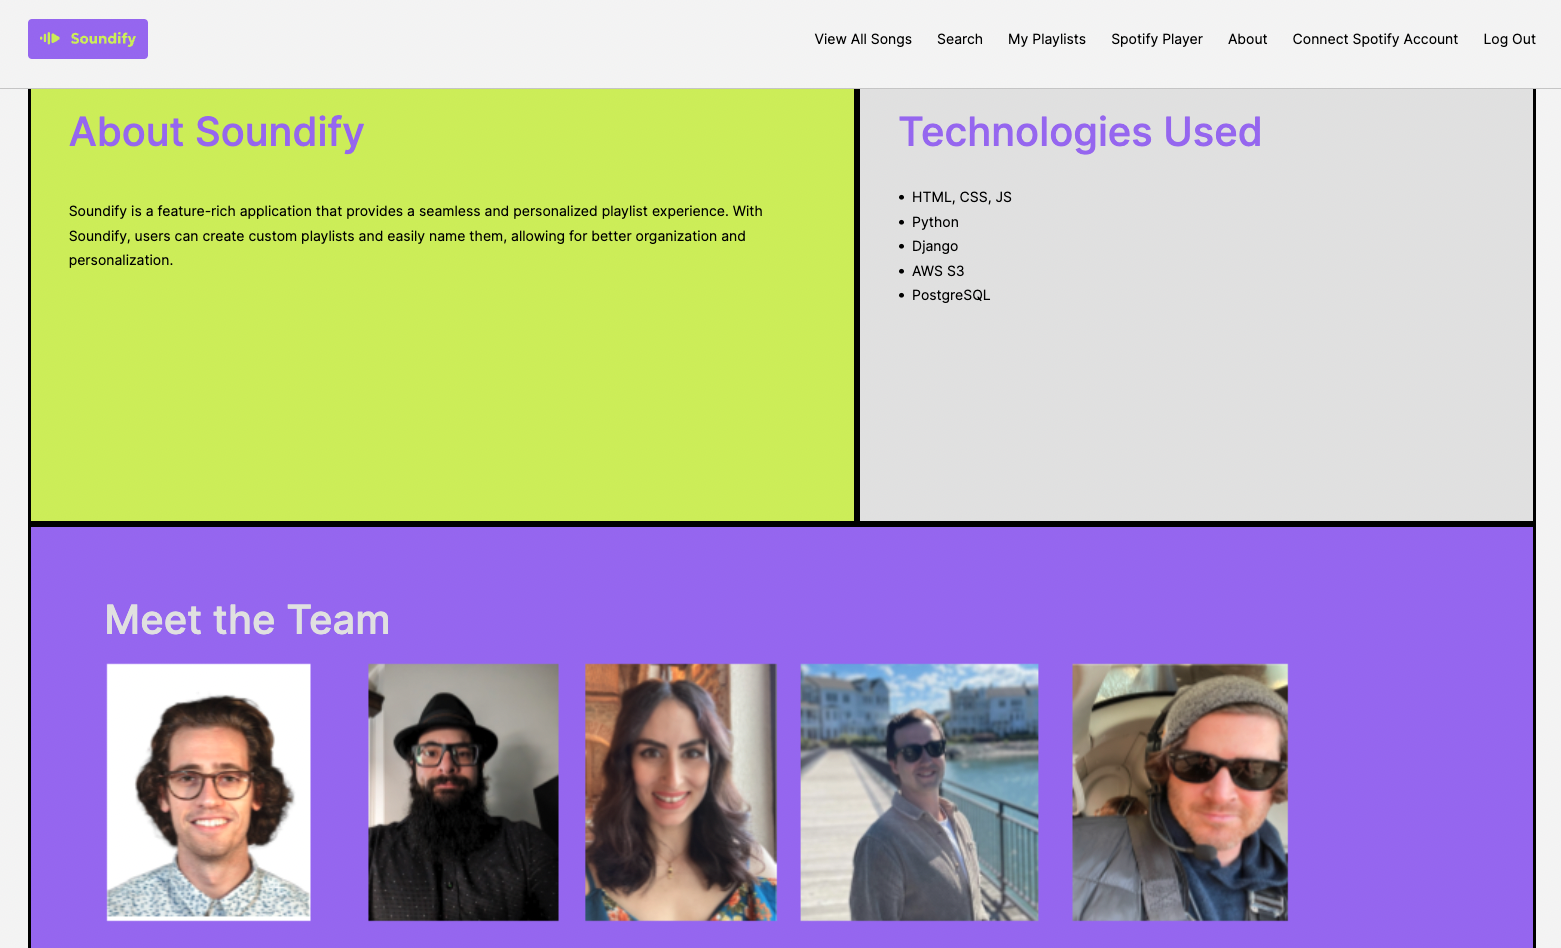 Soundify
View All Songs
Search
My Playlists
Spotify Player
About
Connect Spotify Account
Log Out
About Soundify
Soundify is a feature-rich application that provides a seamless and personalized playlist experience. With
Soundify, users can create custom playlists and easily name them, allowing for better organization and
personalization.
Technologies Used
• HTML, CSS, JS
• Python
• Django
• AWS S3
• PostgreSQL
Meet the Team